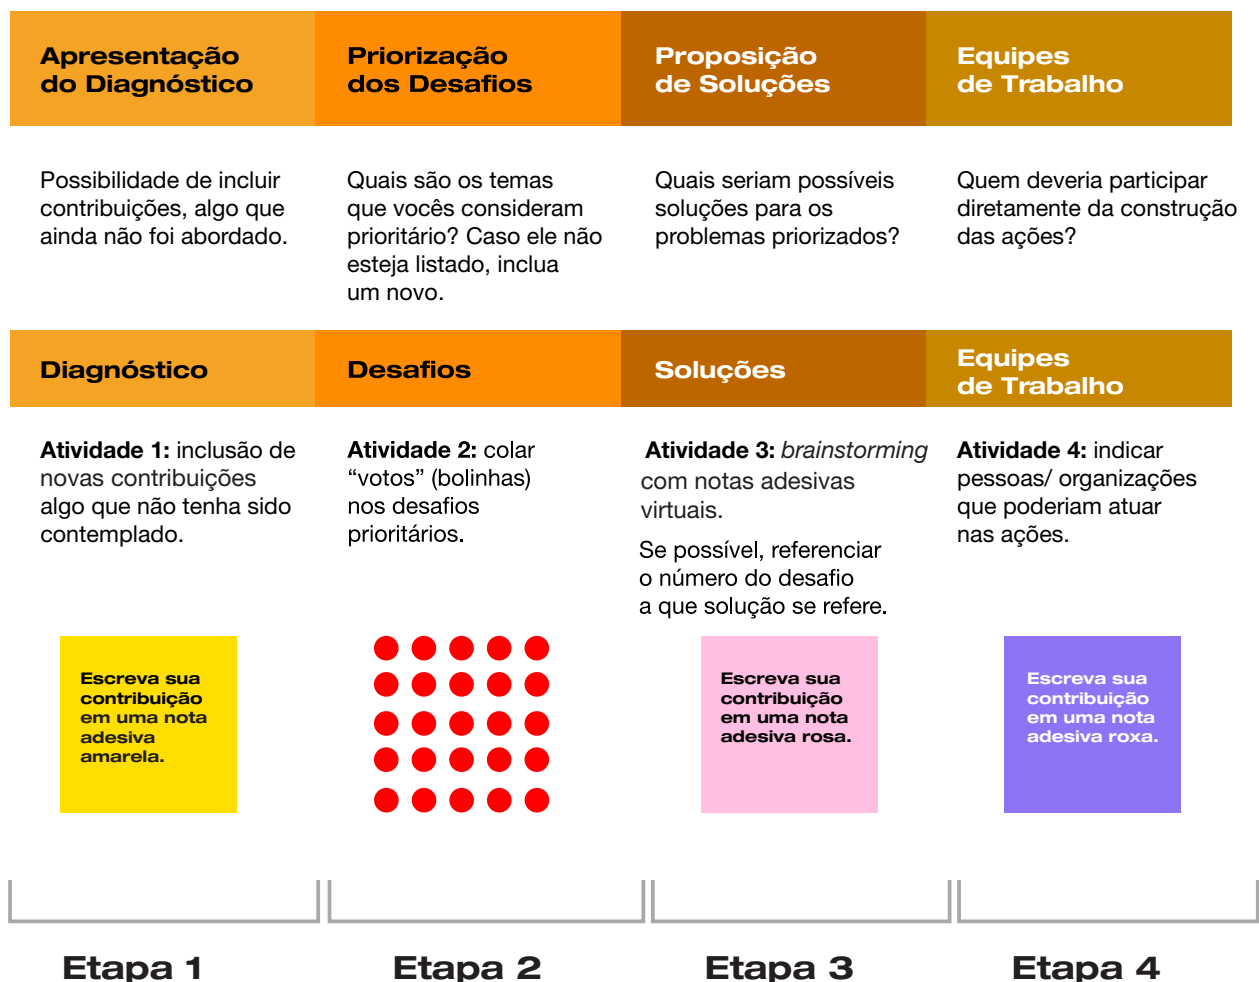 Apresentação
do Diagnóstico
Priorização
dos Desafios
Proposição
de Soluções
Equipes
de Trabalho
Possibilidade de incluir
contribuições, algo que
ainda não foi abordado.
Quais são os temas
que vocês consideram
prioritário? Caso ele não
esteja listado, inclua
um novo.
Quais seriam possíveis
soluções para os
problemas priorizados?
Quem deveria participar
diretamente da construção
das ações?
Diagnóstico
Desafios
Soluções
Equipes
de Trabalho
Atividade 1: inclusão de
novas contribuições
algo que não tenha sido
contemplado.
Atividade 2: colar
“votos” (bolinhas)
nos desafios
prioritários.
Atividade 3: brainstorming
com notas adesivas
virtuais.
Se possível, referenciar
o número do desafio
a que solução se refere.
Atividade 4: indicar
pessoas/ organizações
que poderiam atuar
nas ações.
Escreva sua
contribuição
em uma nota
adesiva
amarela.
Escreva sua
contribuição
em uma nota
adesiva rosa.
Escreva sua
contribuição
em uma nota
adesiva roxa.
Etapa 1
Etapa 2
Etapa 3
Etapa 4